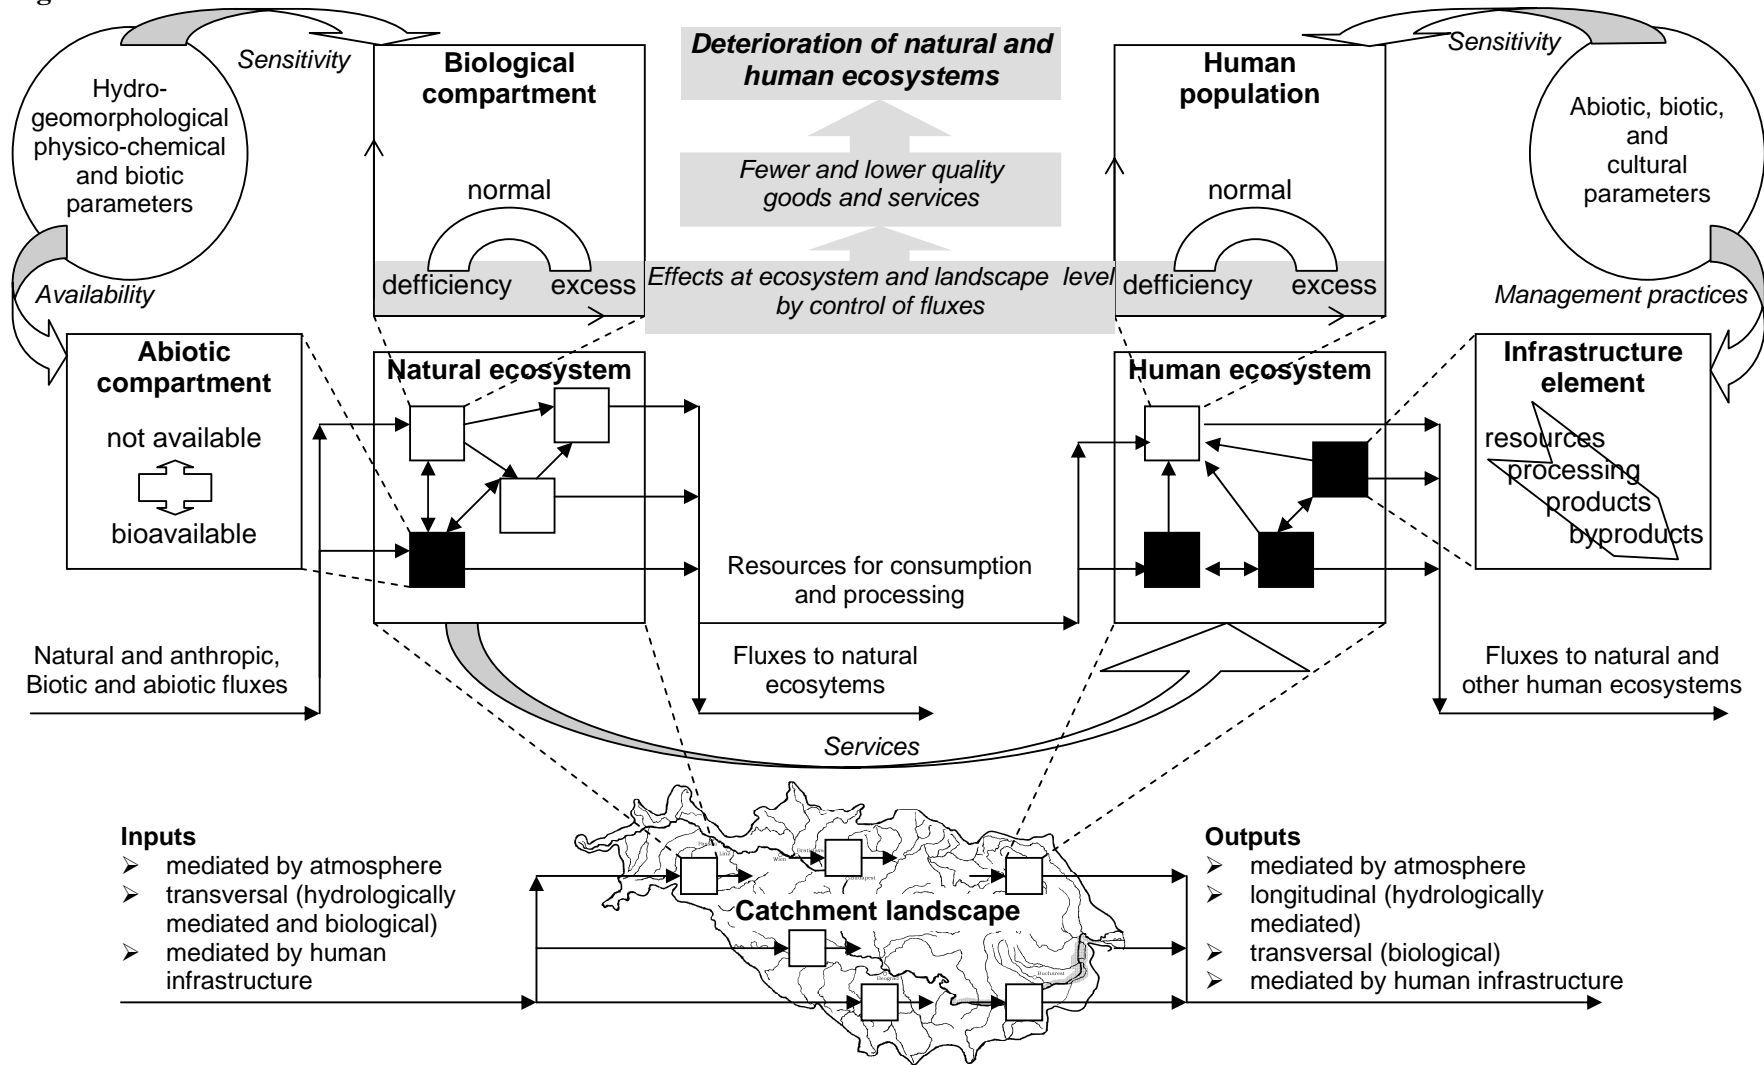 Sensitivity
Biological
compartment
Deterioration of natural and
human ecosystems
Human
population
Sensitivity
Hydro-
geomorphological
physico-chemical
and biotic
parameters
Abiotic, biotic,
and
cultural
parameters
Fewer and lower quality
goods and services
normal
normal
defficiency
excess
Effects at ecosystem and landscape level
by control of fluxes
defficiency
excess
Availability
Management practices
Abiotic
compartment
not available
bioavailable
Natural ecosystem
Human ecosystem
Infrastructure
element
resources
processing
products
byproducts
Resources for consumption
and processing
Natural and anthropic,
Biotic and abiotic fluxes
Fluxes to natural
ecosytems
Fluxes to natural and
other human ecosystems
Services
Inputs
➢ mediated by atmosphere
➢ transversal (hydrologically
mediated and biological)
➢ mediated by human
infrastructure
Wien
Catchment landscape
Bucharest
Outputs
➢ mediated by atmosphere
➢ longitudinal (hydrologically
mediated)
➢ transversal (biological)
➢ mediated by human infrastructure